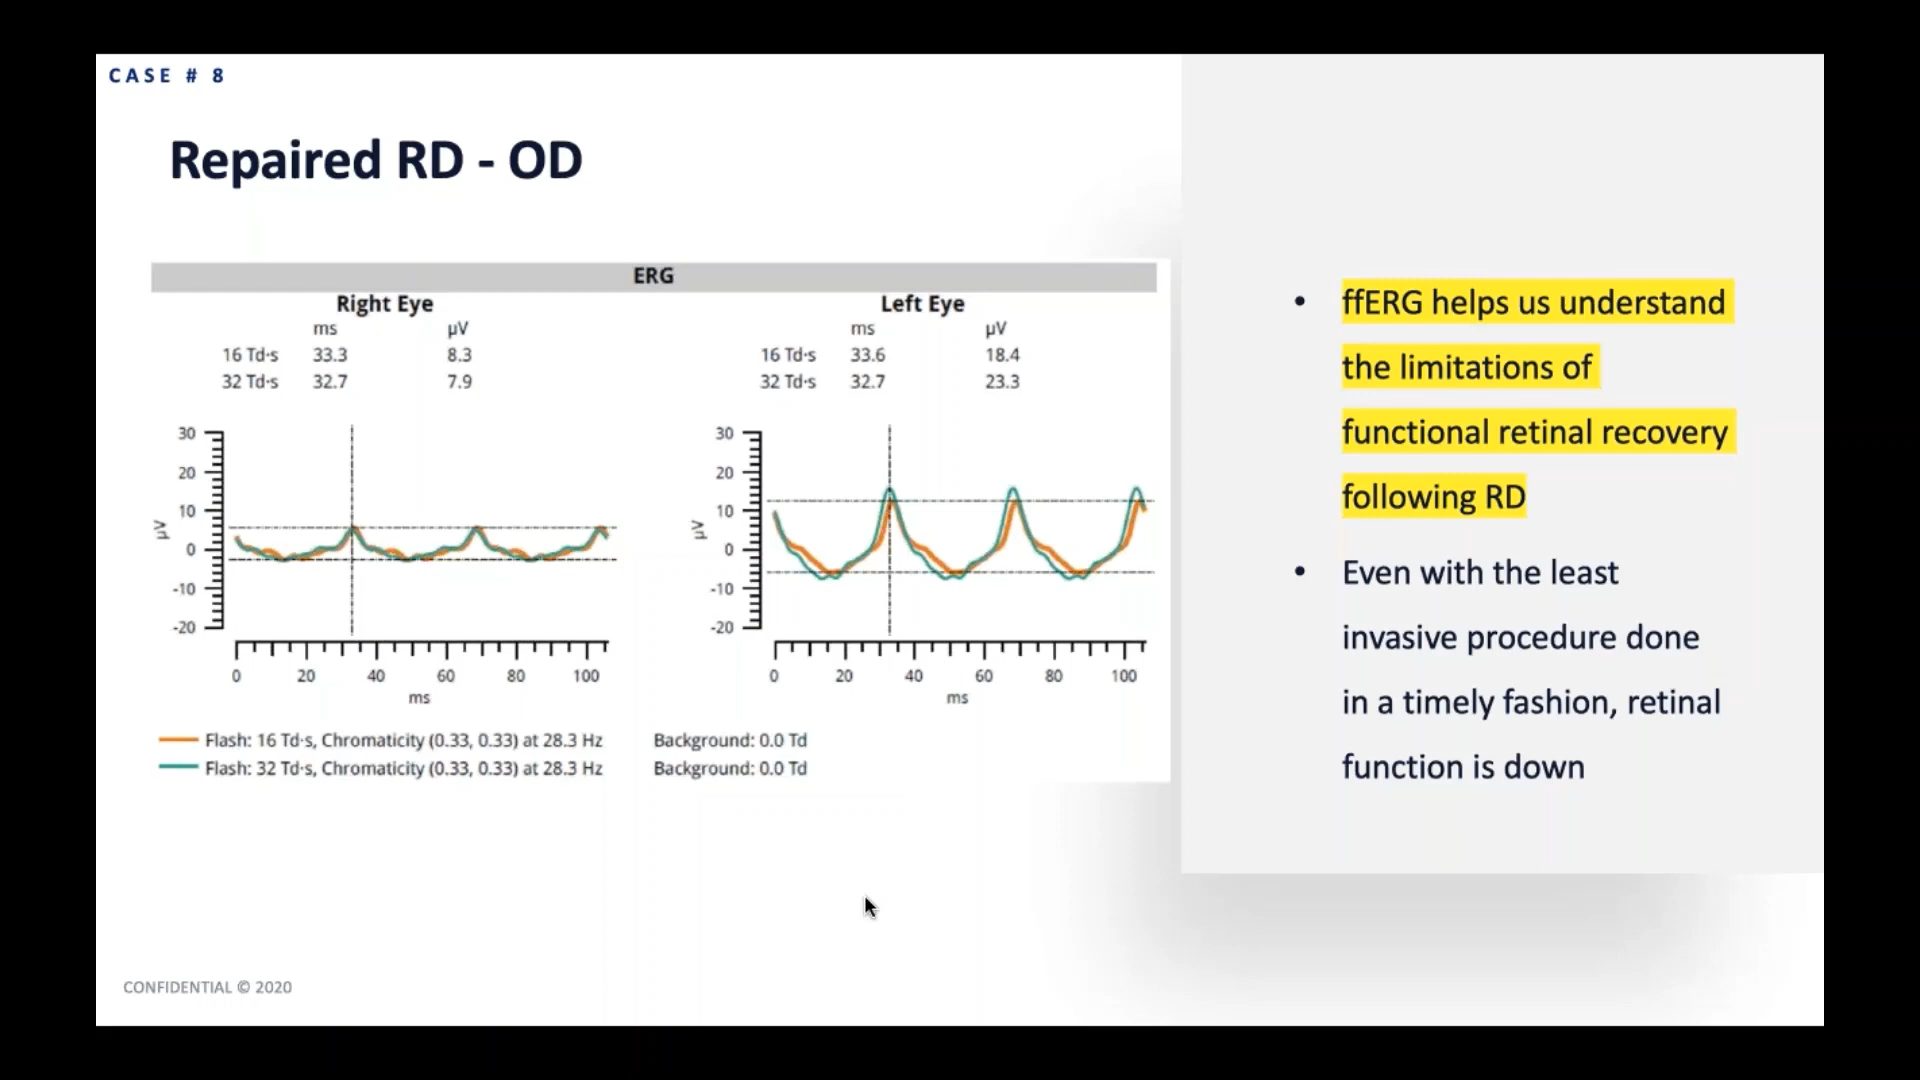 CASE # 8
Repaired RD - OD
ERG
Right Eye
ms µV
16 Td·s 33.3 8.3
32 Td·s 32.7 7.9
30
20
10
0
-10
-20
µV
0 20 40 60 80 100
ms
Left Eye
ms µV
16 Td·s 33.6 18.4
32 Td·s 32.7 23.3
30
20
10
0
-10
-20
µV
0 20 40 60 80 100
ms
Flash: 16 Td·s, Chromaticity (0.33, 0.33) at 28.3 Hz Background: 0.0 Td
Flash: 32 Td·s, Chromaticity (0.33, 0.33) at 28.3 Hz Background: 0.0 Td
• ffERG helps us understand
the limitations of
functional retinal recovery
following RD
• Even with the least
invasive procedure done
in a timely fashion, retinal
function is down
CONFIDENTIAL © 2020